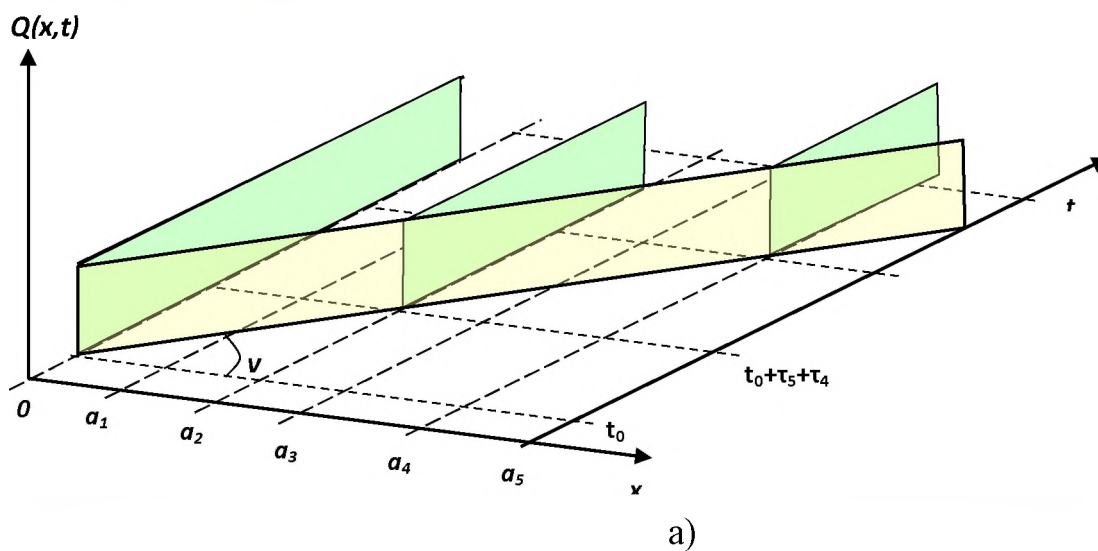 Q(x,t)
t
t₀+τ₅+τ₄
V
t₀
0
a₁
a₂
a₃
a₄
a₅
x
a)